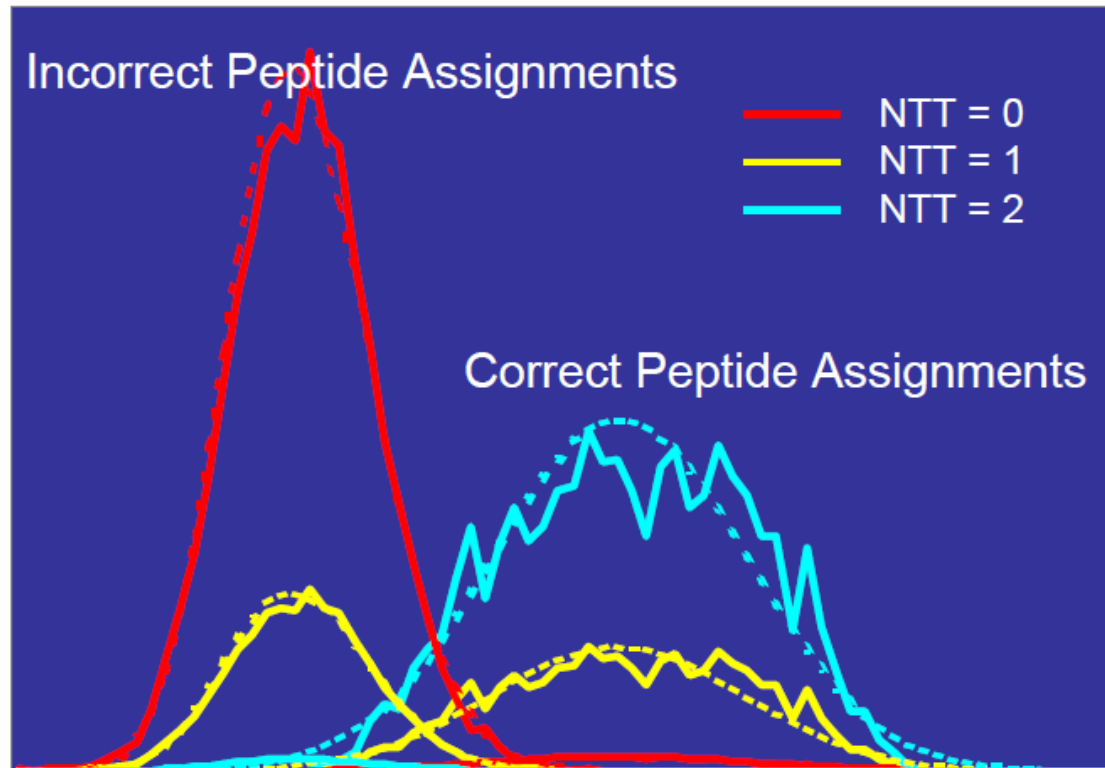 Incorrect Peptide Assignments
NTT = 0
NTT = 1
NTT = 2
Correct Peptide Assignments